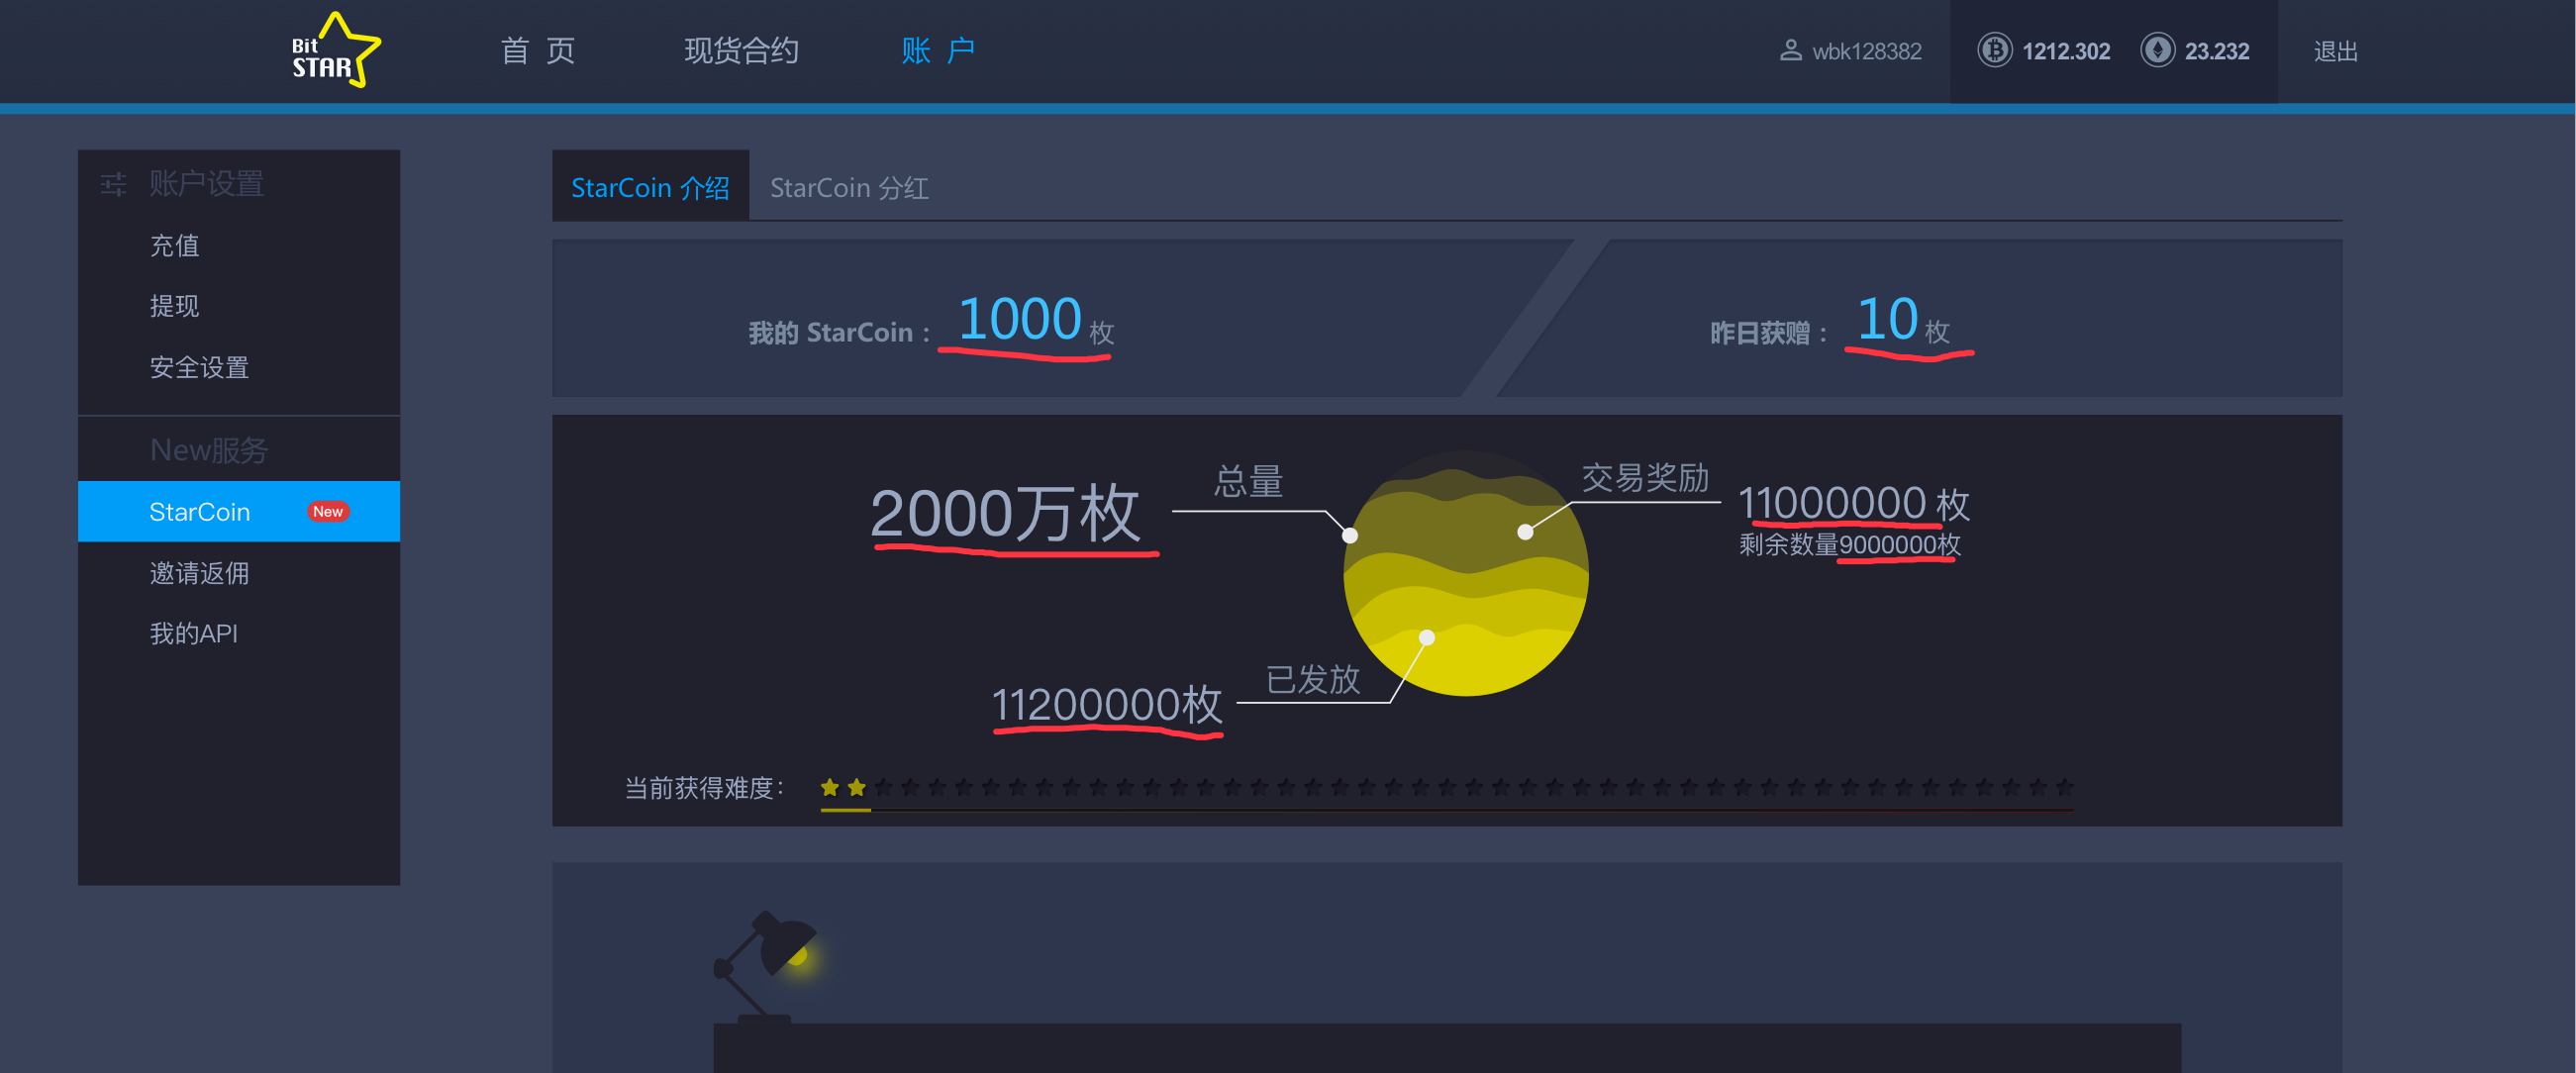 Bit
STAR
首 页
现货合约
账 户
wbk128382
1212.302
23.232
退出
账户设置
充值
提现
安全设置
New服务
StarCoin New
邀请返佣
我的API
StarCoin 介绍
StarCoin 分红
我的 StarCoin： 1000 枚
昨日获赠： 10 枚
总量
2000万枚
交易奖励
11000000 枚
剩余数量9000000枚
已发放
11200000枚
当前获得难度：